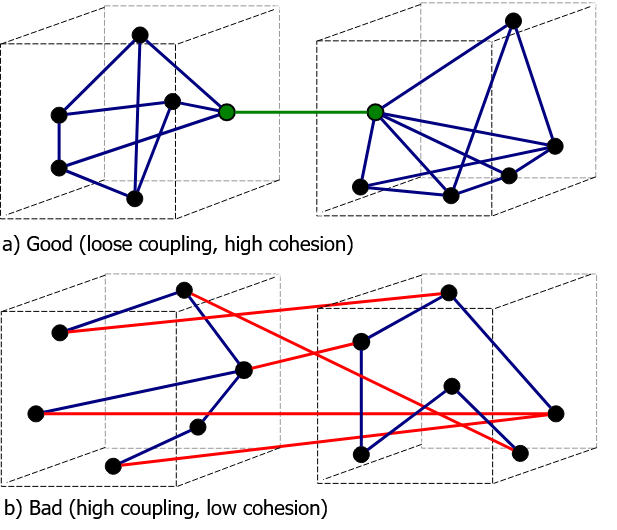 a) Good (loose coupling, high cohesion)
b) Bad (high coupling, low cohesion)